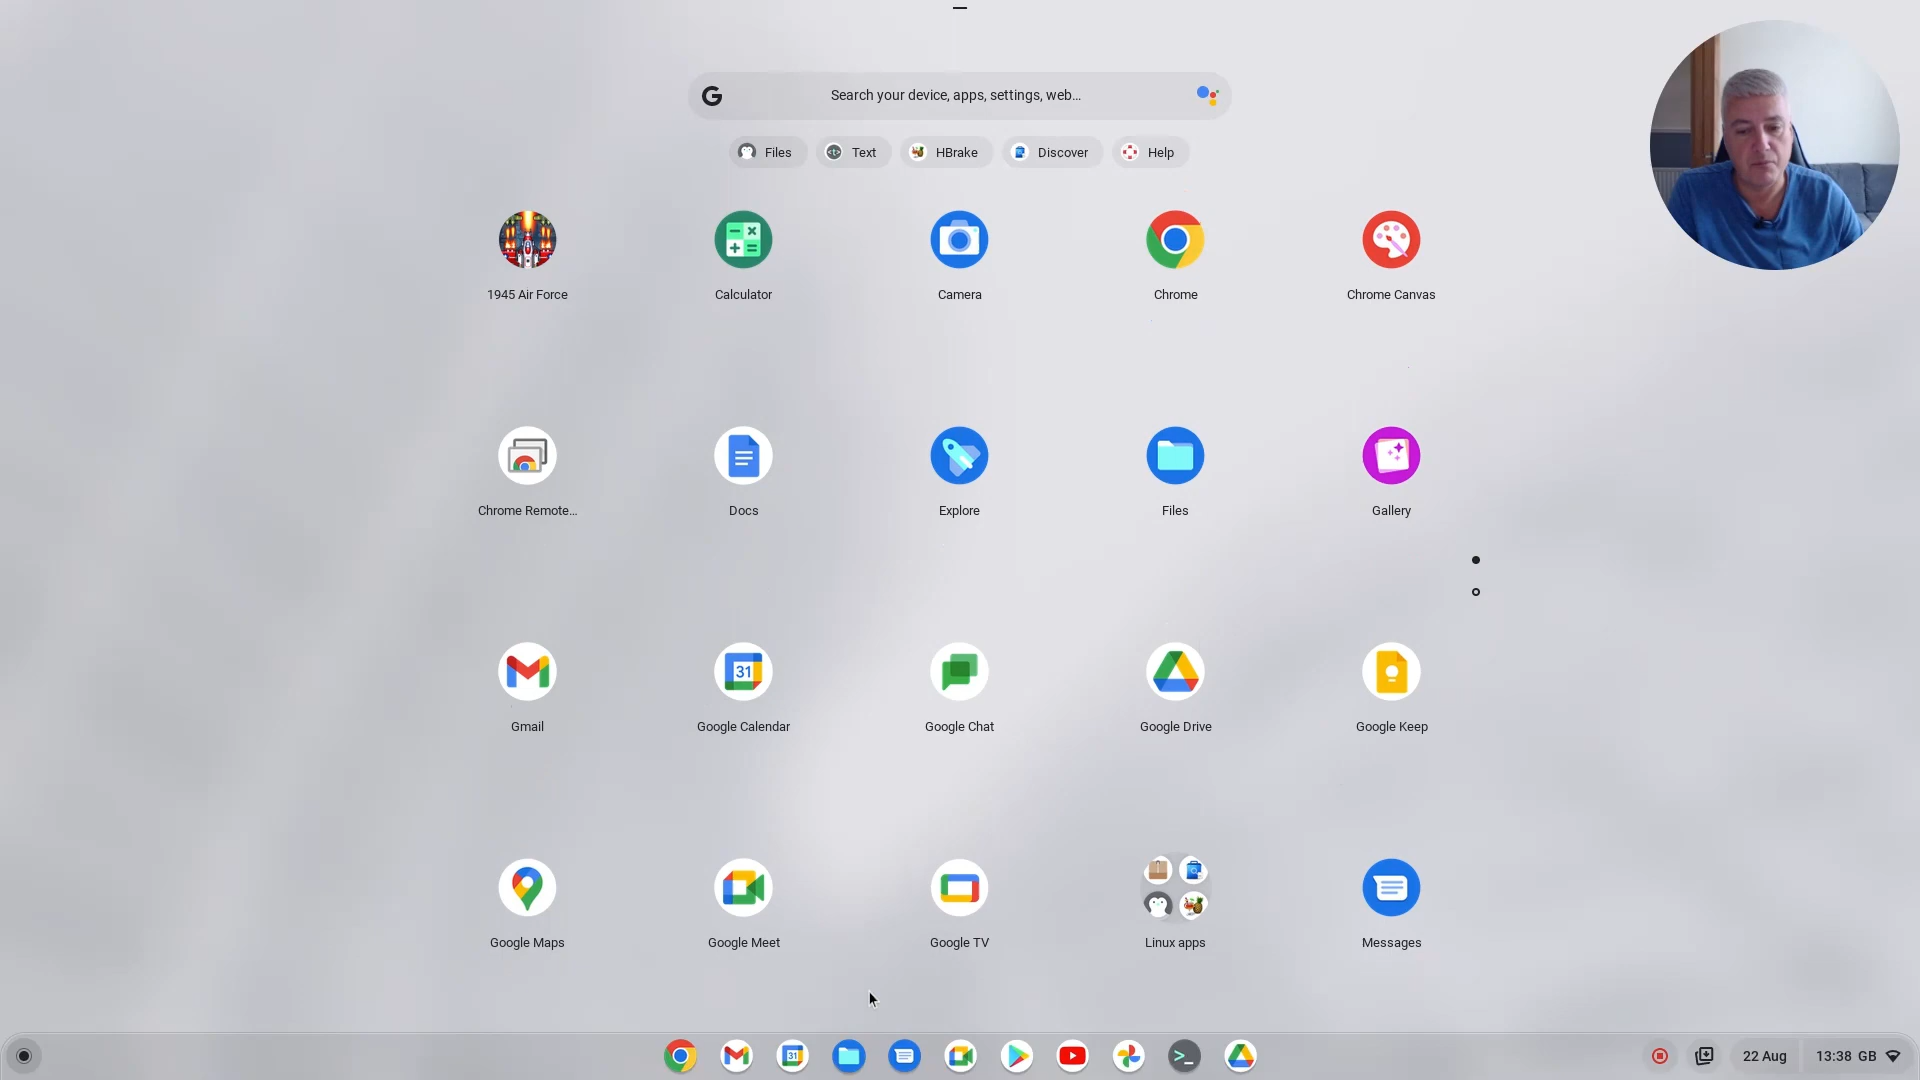 Search your device, apps, settings, web...
Files
Text
HBrake
Discover
Help
1945 Air Force
Calculator
Camera
Chrome
Chrome Canvas
Chrome Remote...
Docs
Explore
Files
Gallery
31
Gmail
Google Calendar
Google Chat
Google Drive
Google Keep
Google Maps
Google Meet
Google TV
Linux apps
Messages
31
22 Aug
13:38 GB